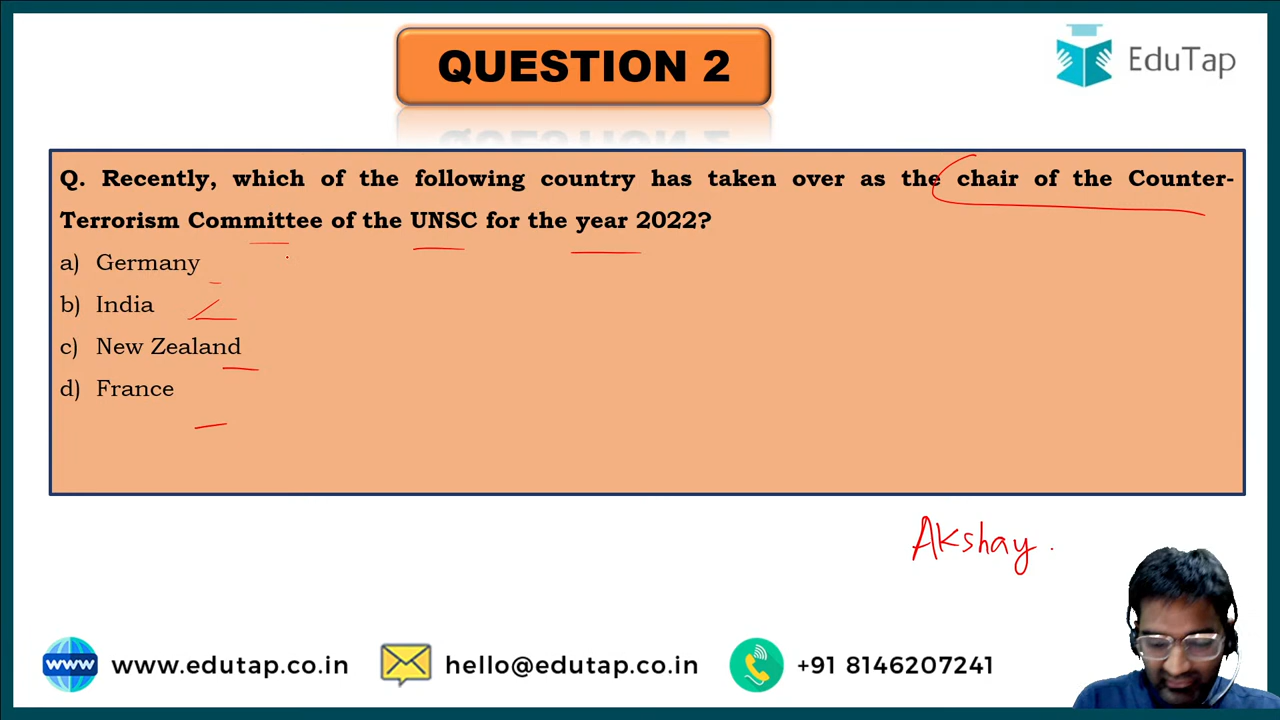 QUESTION 2
EduTap
Q. Recently, which of the following country has taken over as the chair of the Counter-
Terrorism Committee of the UNSC for the year 2022?
a) Germany
b) India
c) New Zealand
d) France
Akshay.
www www.edutap.co.in hello@edutap.co.in +91 8146207241